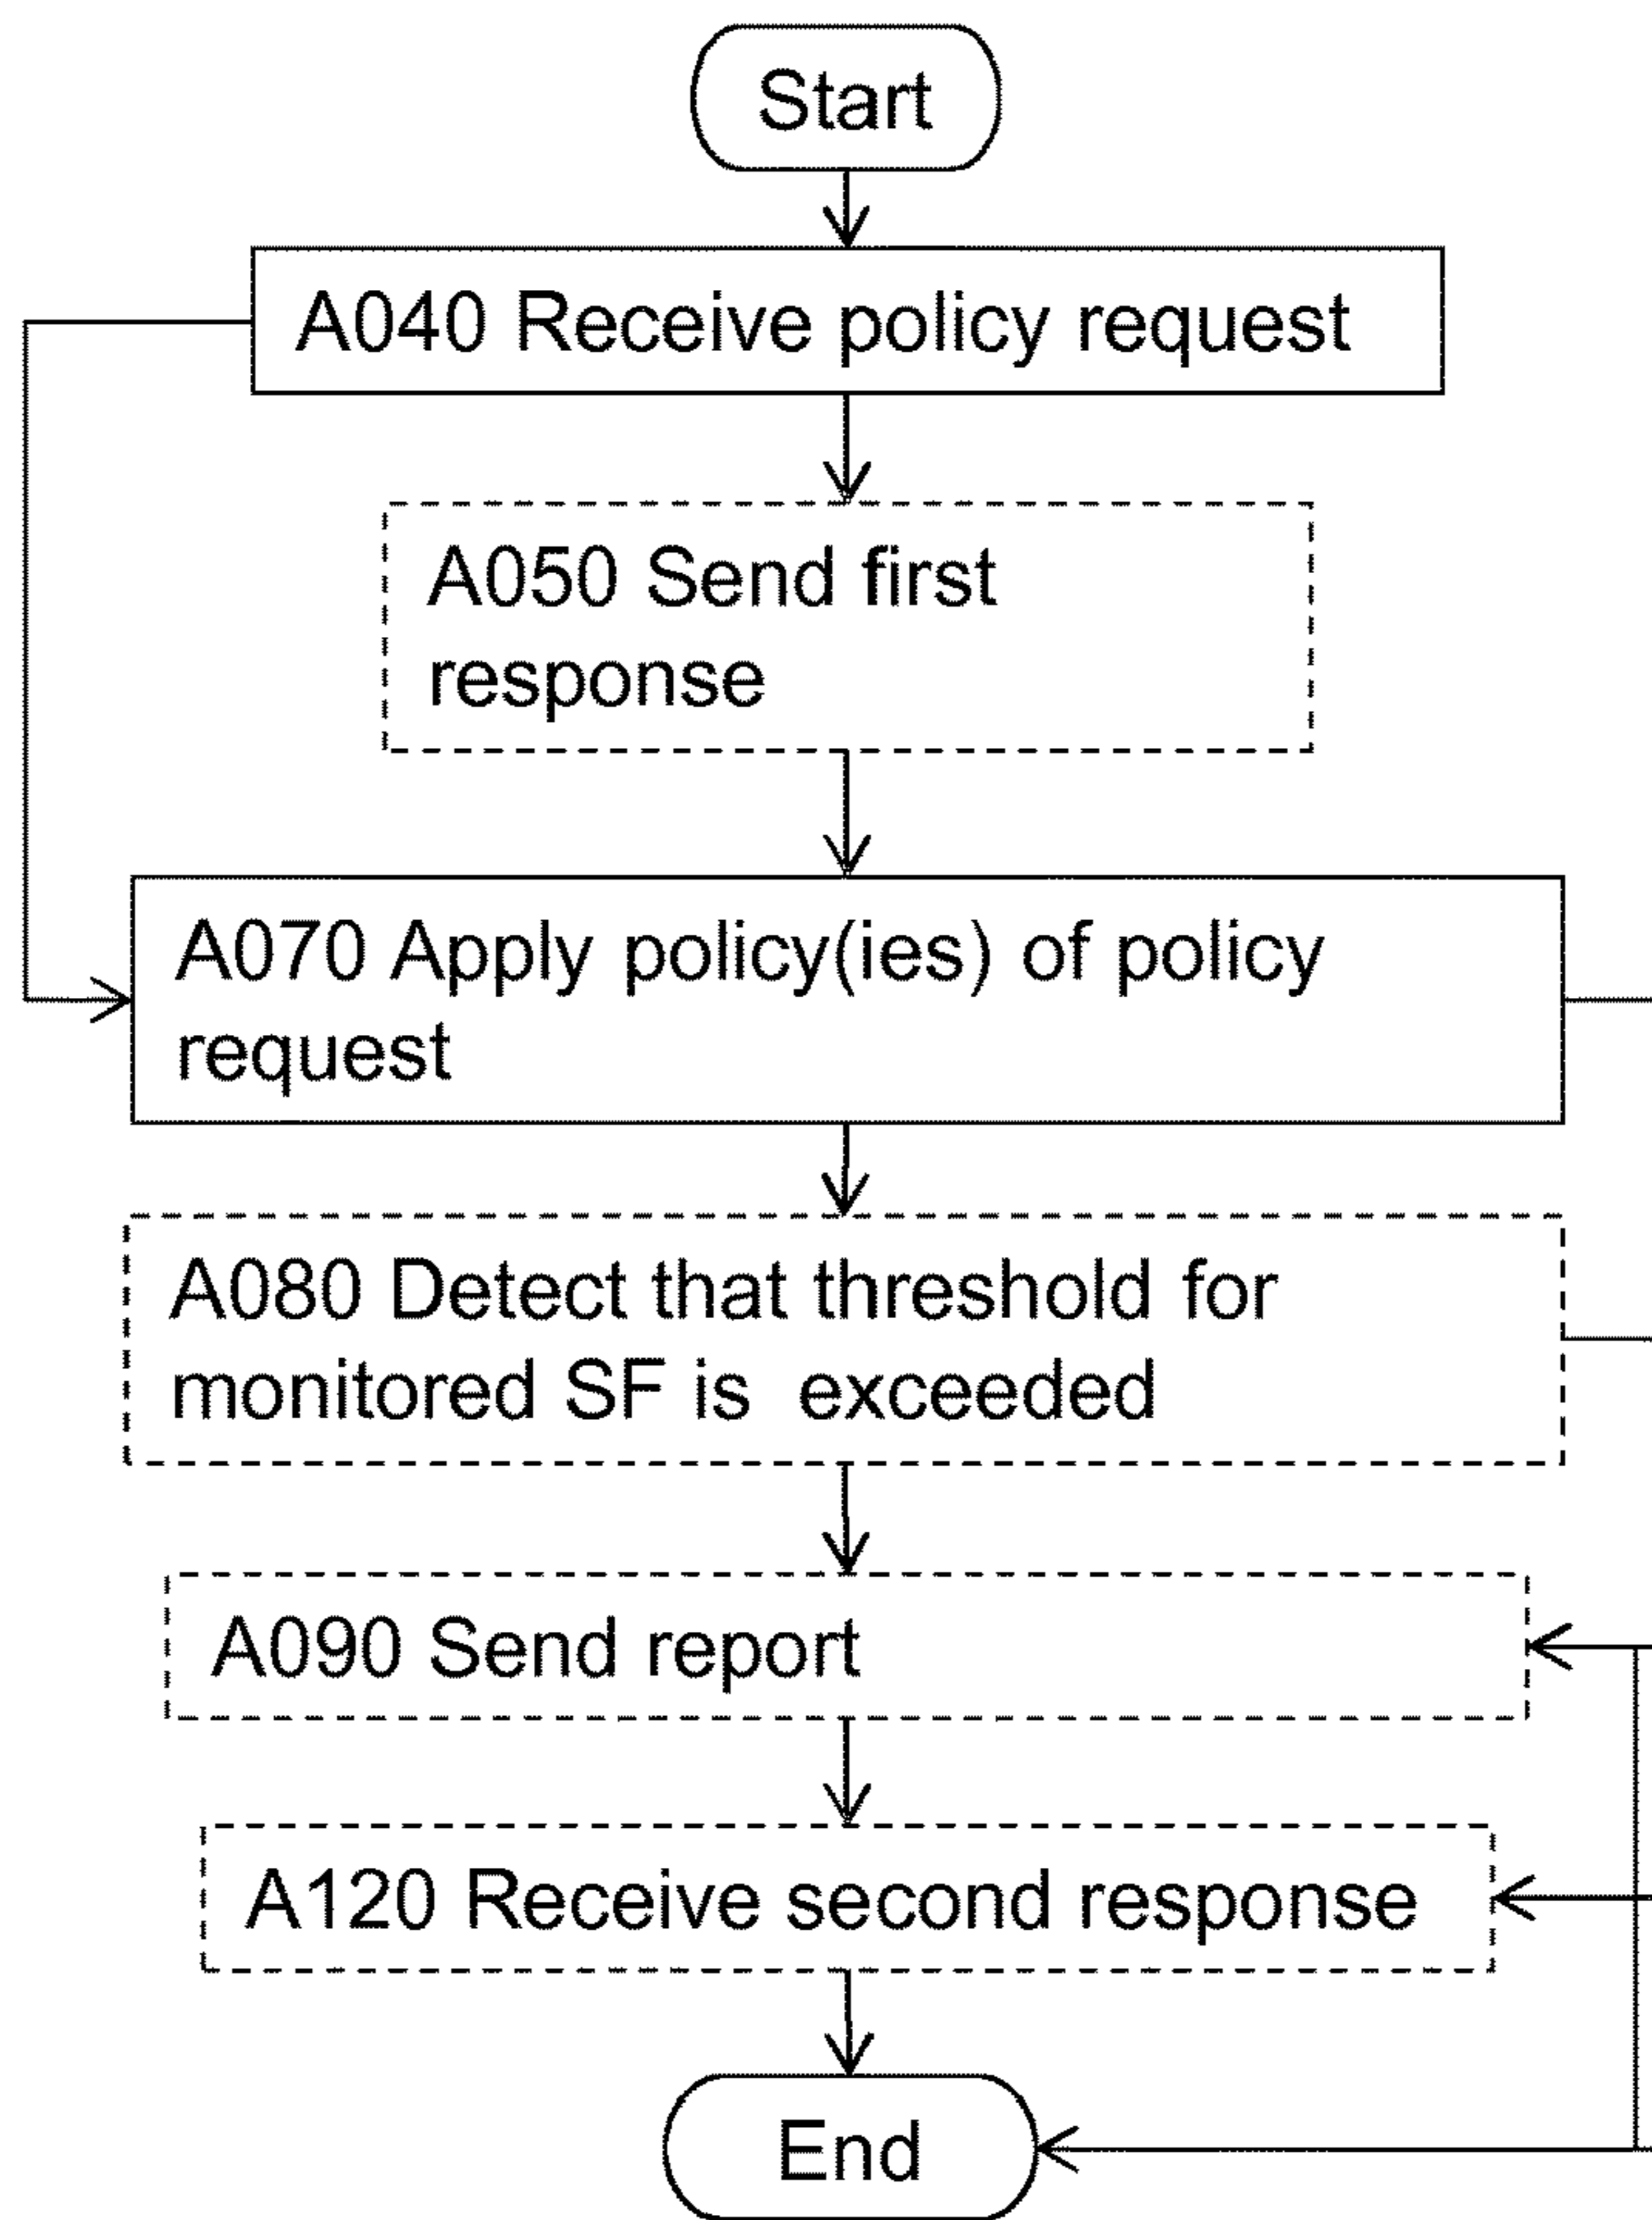 Start
A040 Receive policy request
A050 Send first
response
A070 Apply policy(ies) of policy
request
A080 Detect that threshold for
monitored SF is exceeded
A090 Send report
A120 Receive second response
End